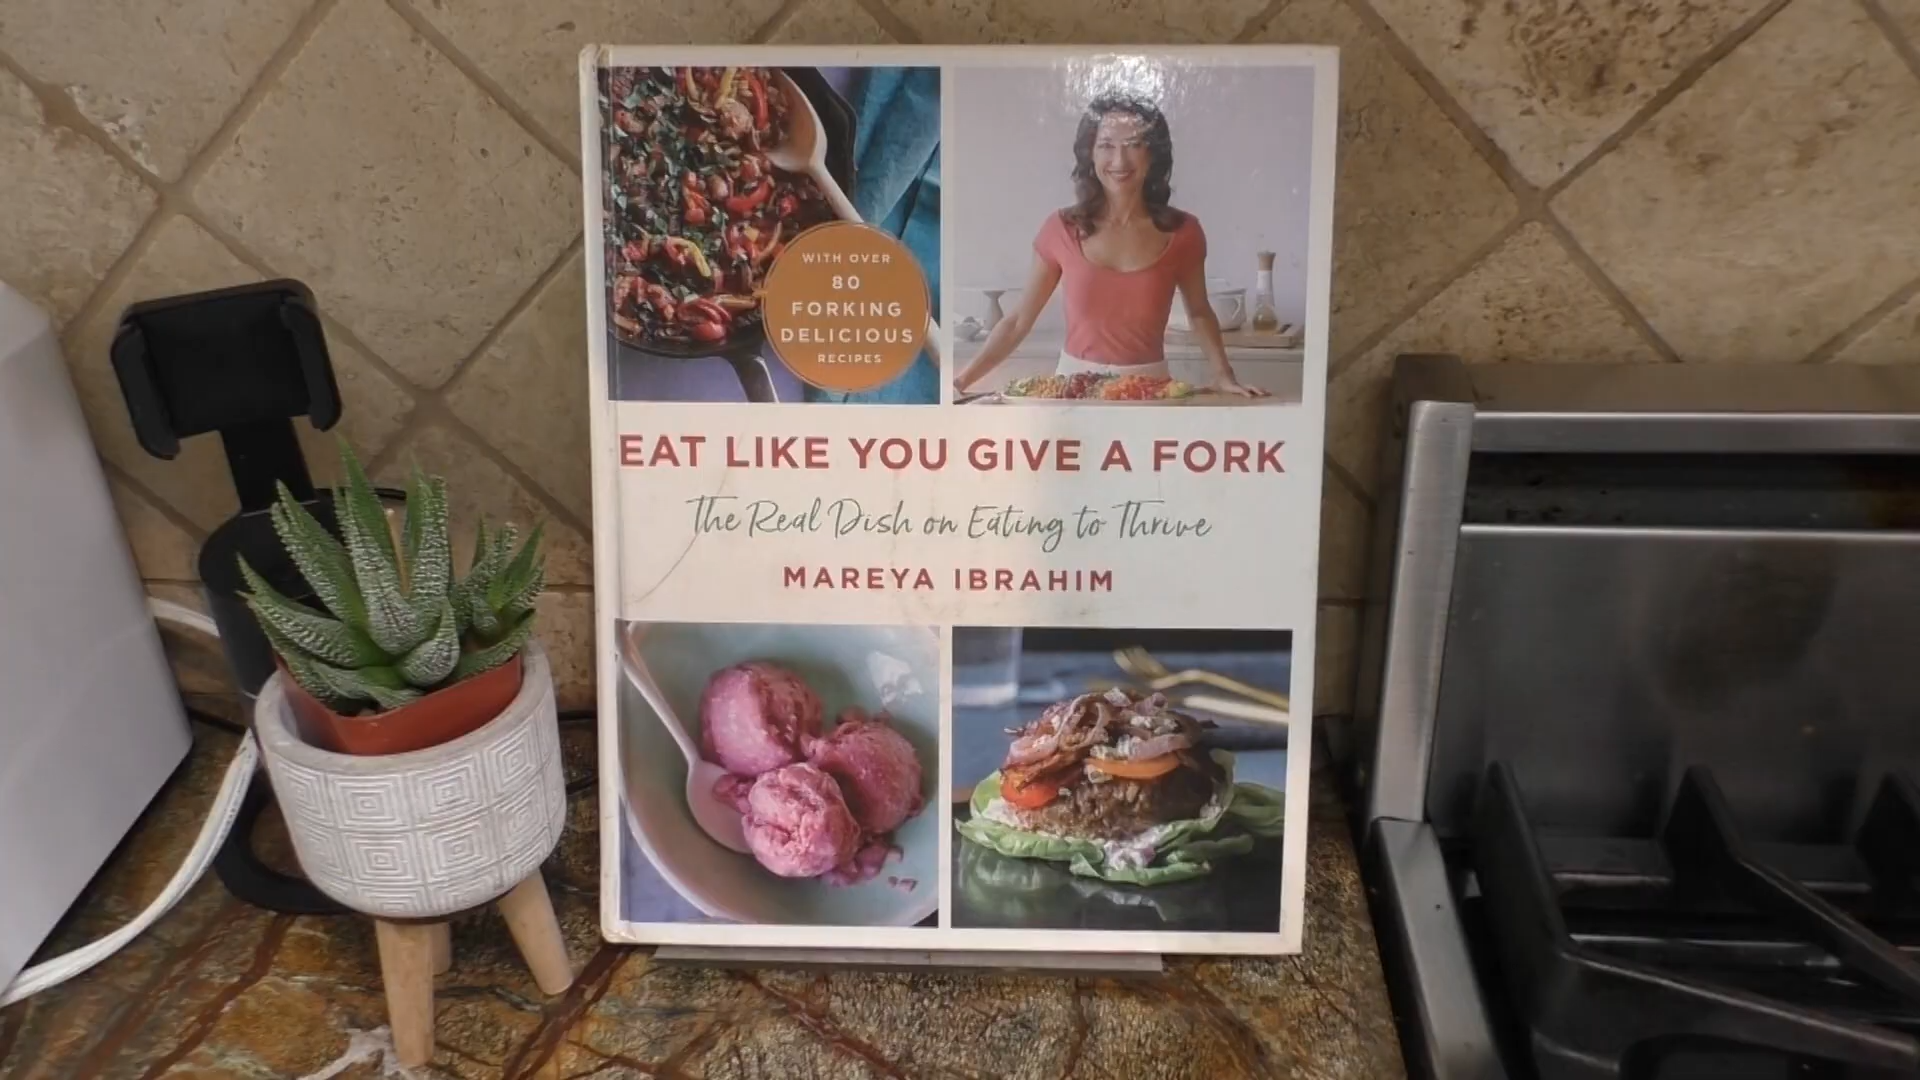 WITH OVER
80
FORKING
DELICIOUS
RECIPES
EAT LIKE YOU GIVE A FORK
The Real Dish on Eating to Thrive
MAREYA IBRAHIM